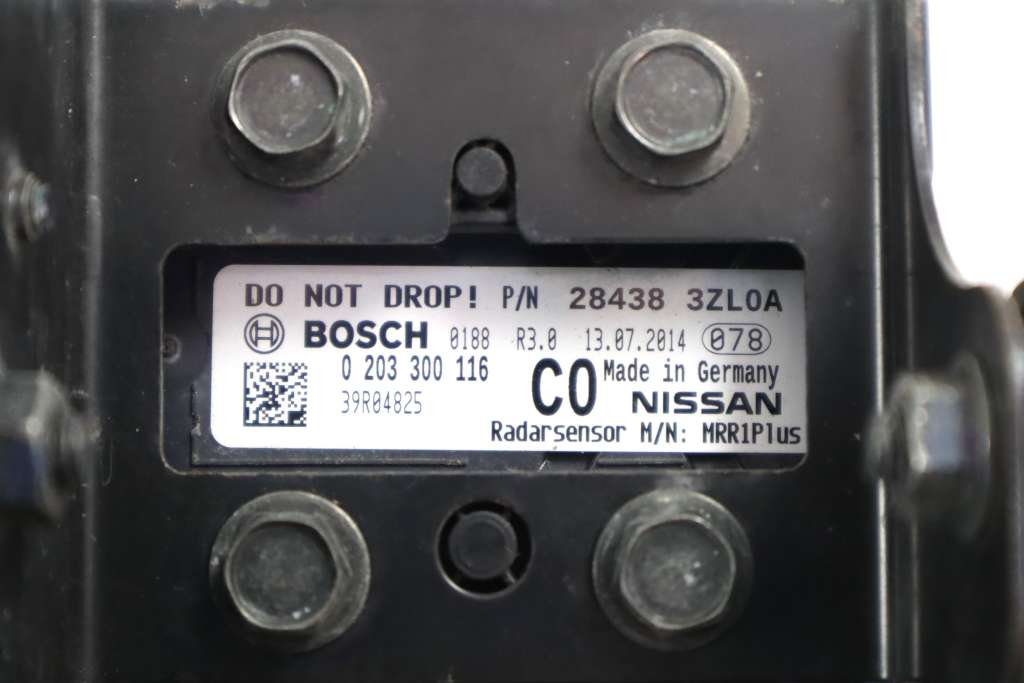 DO NOT DROP! P/N 28438 3ZL0A
BOSCH 0188 R3.0 13.07.2014 078
0 203 300 116 C0 Made in Germany
39R04825 NISSAN
Radarsensor M/N: MRR1Plus